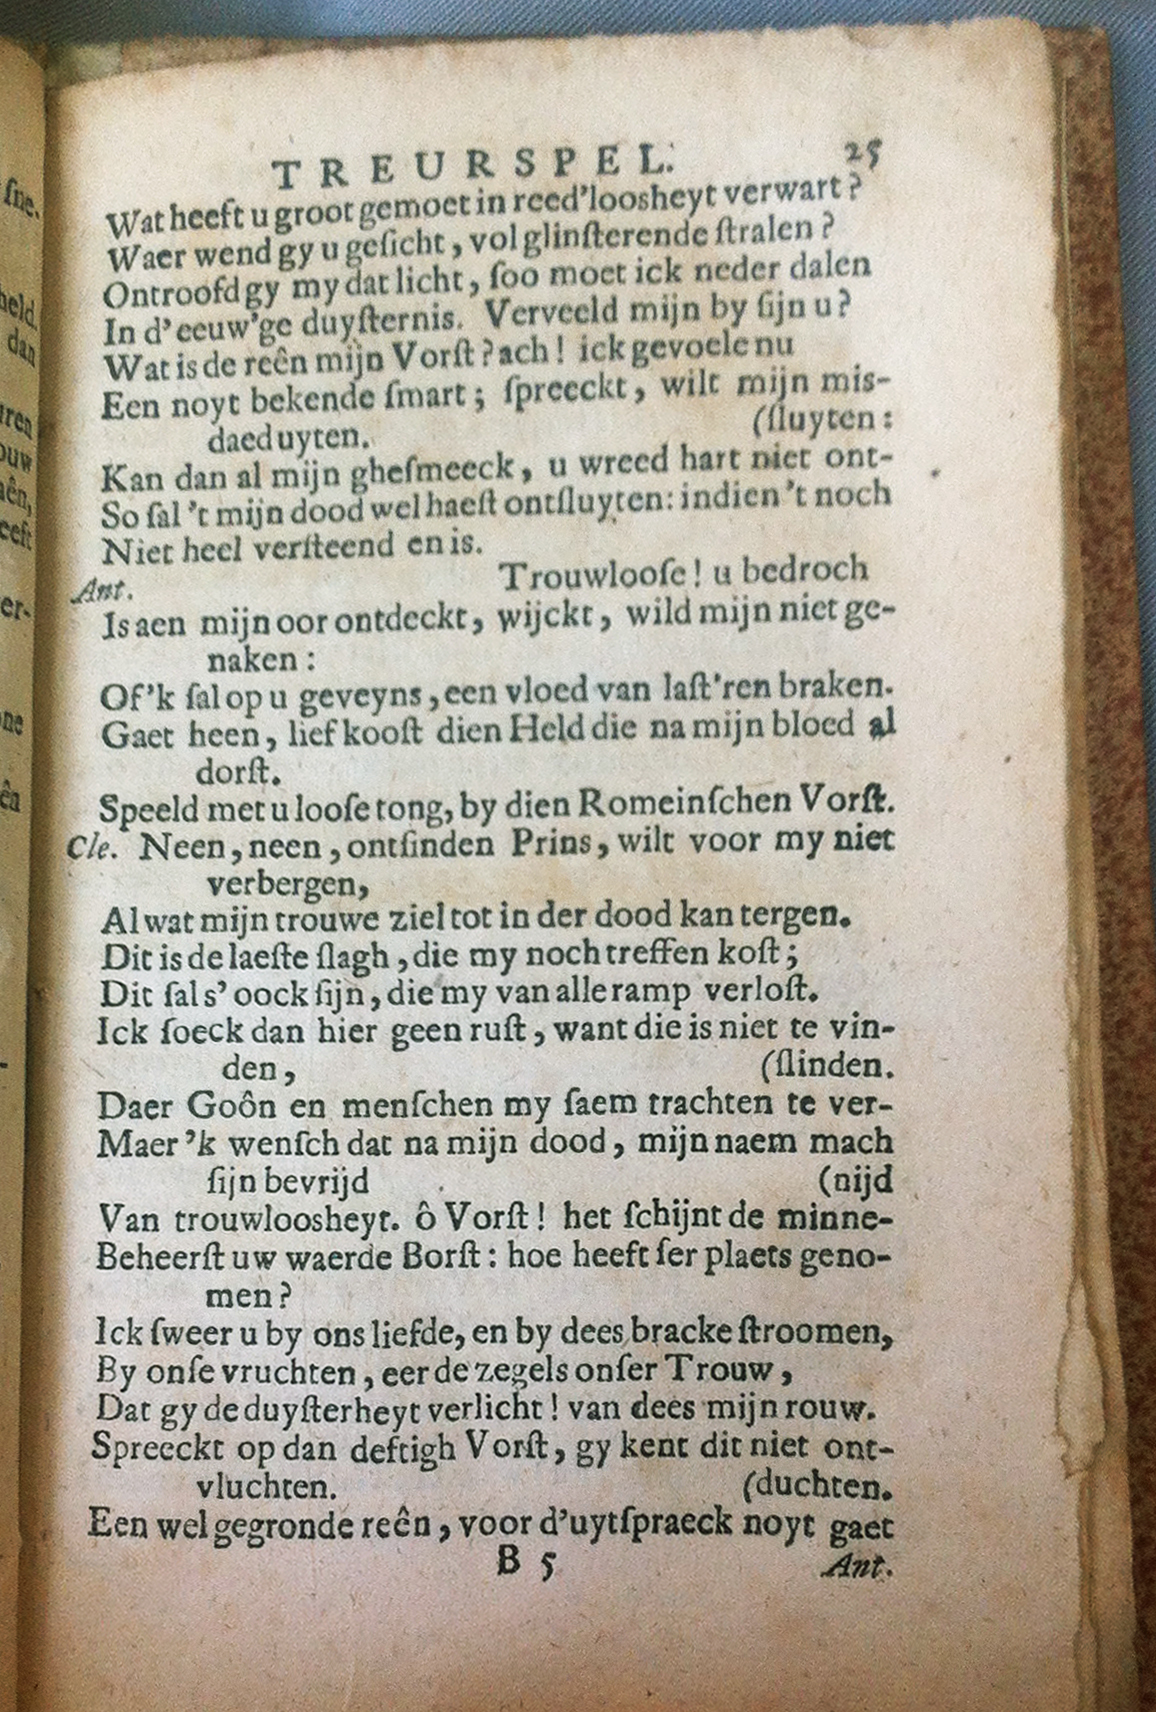 TREURSPEL. 25
Wat heeft u groot gemoet in reed'loosheyt verwart?
Waer wend gy u geſicht, vol glinſterende ſtralen?
Ontroofd gy my dat licht, ſoo moet ick neder dalen
In d'eeuw'ge duyſternis. Verveeld mijn by ſijn u?
Wat is de reên mijn Vorſt? ach! ick gevoele nu
Een noyt bekende ſmart; ſpreeckt, wilt mijn mis-
daed uyten. (ſluyten:
Kan dan al mijn gheſmeeck, u wreed hart niet ont-
So ſal 't mijn dood wel haeſt ontſluyten: indien 't noch
Niet heel verſteend en is.
Ant. Trouwlooſe! u bedroch
Is aen mijn oor ontdeckt, wijckt, wild mijn niet ge-
naken:
Of 'k ſal op u geveyns, een vloed van laſt'ren braken.
Gaet heen, lief kooſt dien Held die na mijn bloed al
dorſt.
Speeld met u looſe tong, by dien Romeinſchen Vorſt.
Cle. Neen, neen, ontſinden Prins, wilt voor my niet
verbergen,
Al wat mijn trouwe ziel tot in der dood kan tergen.
Dit is de laeſte ſlagh, die my noch treffen koſt;
Dit ſal s' oock ſijn, die my van alle ramp verloſt.
Ick ſoeck dan hier geen ruſt, want die is niet te vin-
den, (ſlinden.
Daer Goôn en menſchen my ſaem trachten te ver-
Maer 'k wenſch dat na mijn dood, mijn naem mach
ſijn bevrijd (nijd
Van trouwloosheyt. ô Vorſt! het ſchijnt de minne-
Beheerſt uw waerde Borſt: hoe heeft ſer plaets geno-
men?
Ick ſweer u by ons liefde, en by dees bracke ſtroomen,
By onſe vruchten, eer de zegels onſer Trouw,
Dat gy de duyſterheyt verlicht! van dees mijn rouw.
Spreeckt op dan deftigh Vorſt, gy kent dit niet ont-
vluchten. (duchten.
Een wel gegronde reên, voor d'uytſpraeck noyt gaet
B 5 Ant.